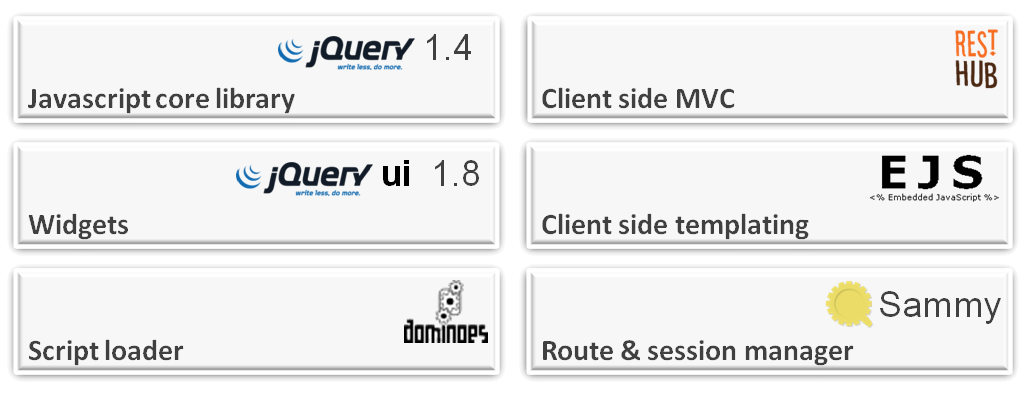 jQuery 1.4
write less, do more.
Javascript core library
REST
HUB
Client side MVC
jQuery ui 1.8
write less, do more.
Widgets
EJS
<% Embedded JavaScript %>
Client side templating
dominoes
Script loader
Sammy
Route & session manager